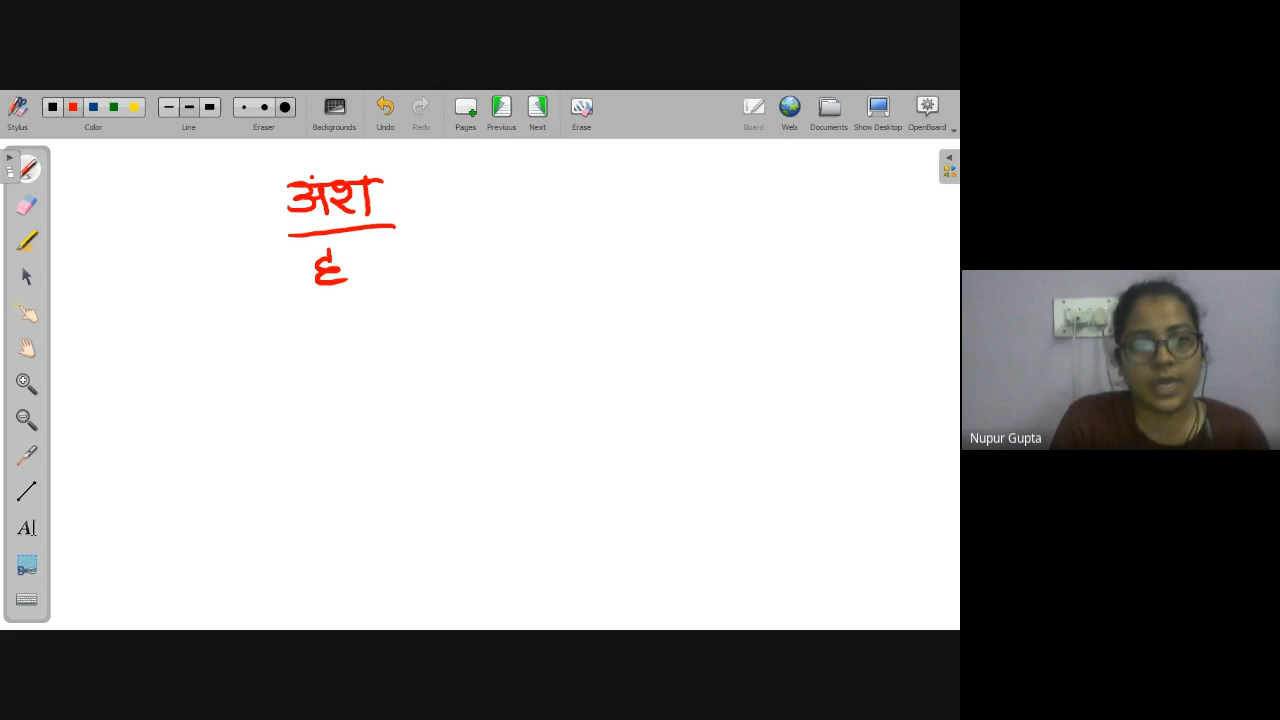 Stylus Color Line Eraser Backgrounds Undo Redo Pages Previous Next Erase Board Web Documents Show Desktop OpenBoard
अंश
ह
Nupur Gupta